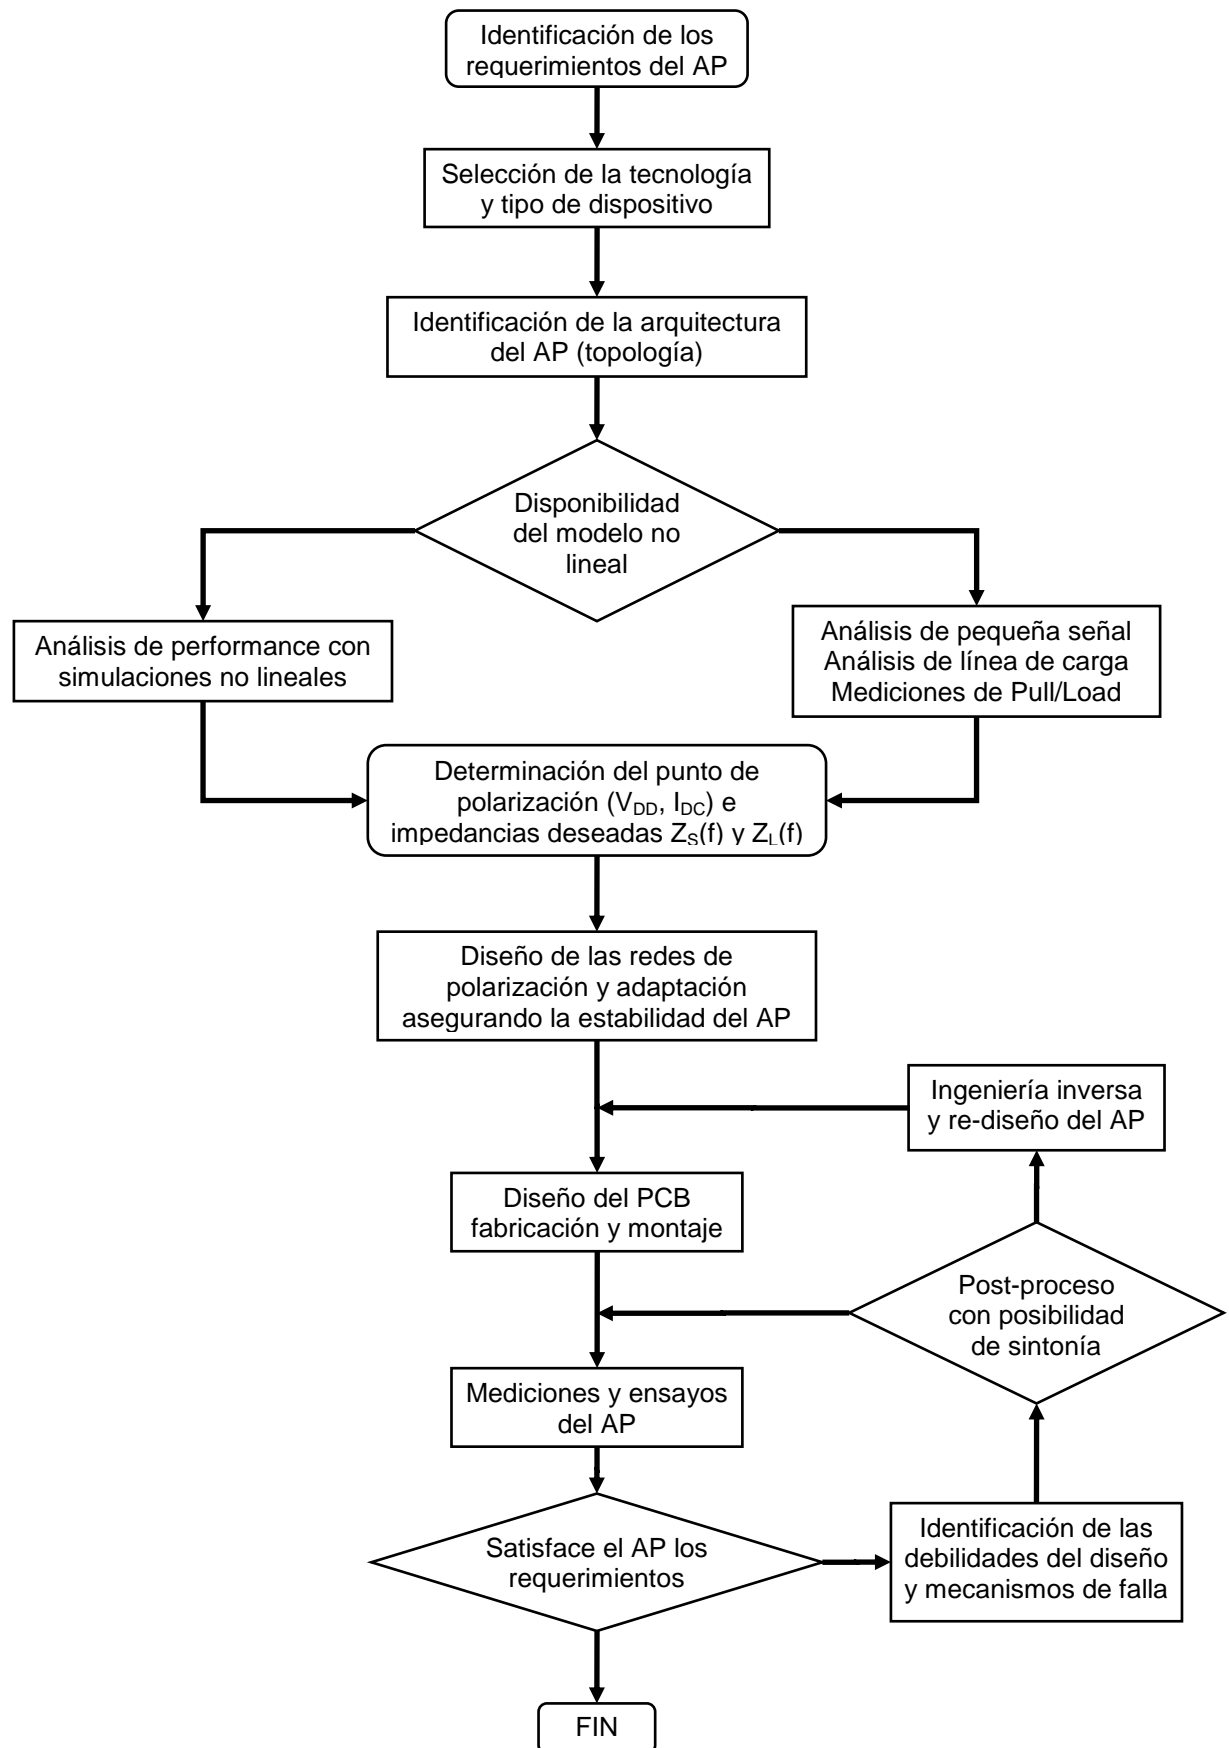 Identificación de los
requerimientos del AP
Selección de la tecnología
y tipo de dispositivo
Identificación de la arquitectura
del AP (topología)
Disponibilidad
del modelo no
lineal
Análisis de performance con
simulaciones no lineales
Análisis de pequeña señal
Análisis de línea de carga
Mediciones de Pull/Load
Determinación del punto de
polarización (V_DD, I_DC) e
impedancias deseadas Z_S(f) y Z_L(f)
Diseño de las redes de
polarización y adaptación
asegurando la estabilidad del AP
Ingeniería inversa
y re-diseño del AP
Diseño del PCB
fabricación y montaje
Post-proceso
con posibilidad
de sintonía
Mediciones y ensayos
del AP
Satisface el AP los
requerimientos
Identificación de las
debilidades del diseño
y mecanismos de falla
FIN